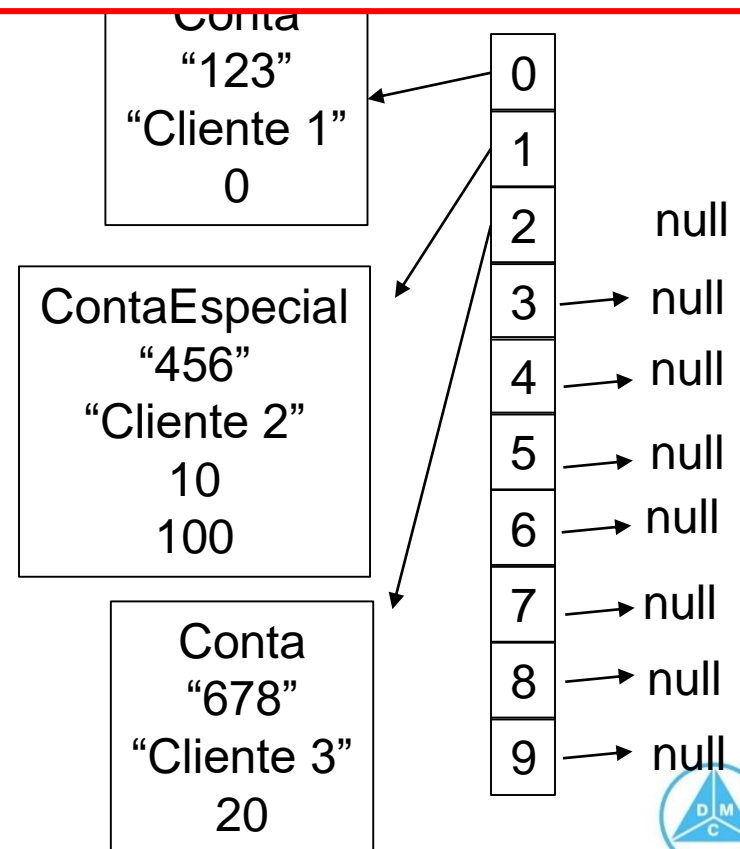 Conta
“123”
“Cliente 1”
0
ContaEspecial
“456”
“Cliente 2”
10
100
Conta
“678”
“Cliente 3”
20
0
1
2 null
3 null
4 null
5 null
6 null
7 null
8 null
9 null
D M
C